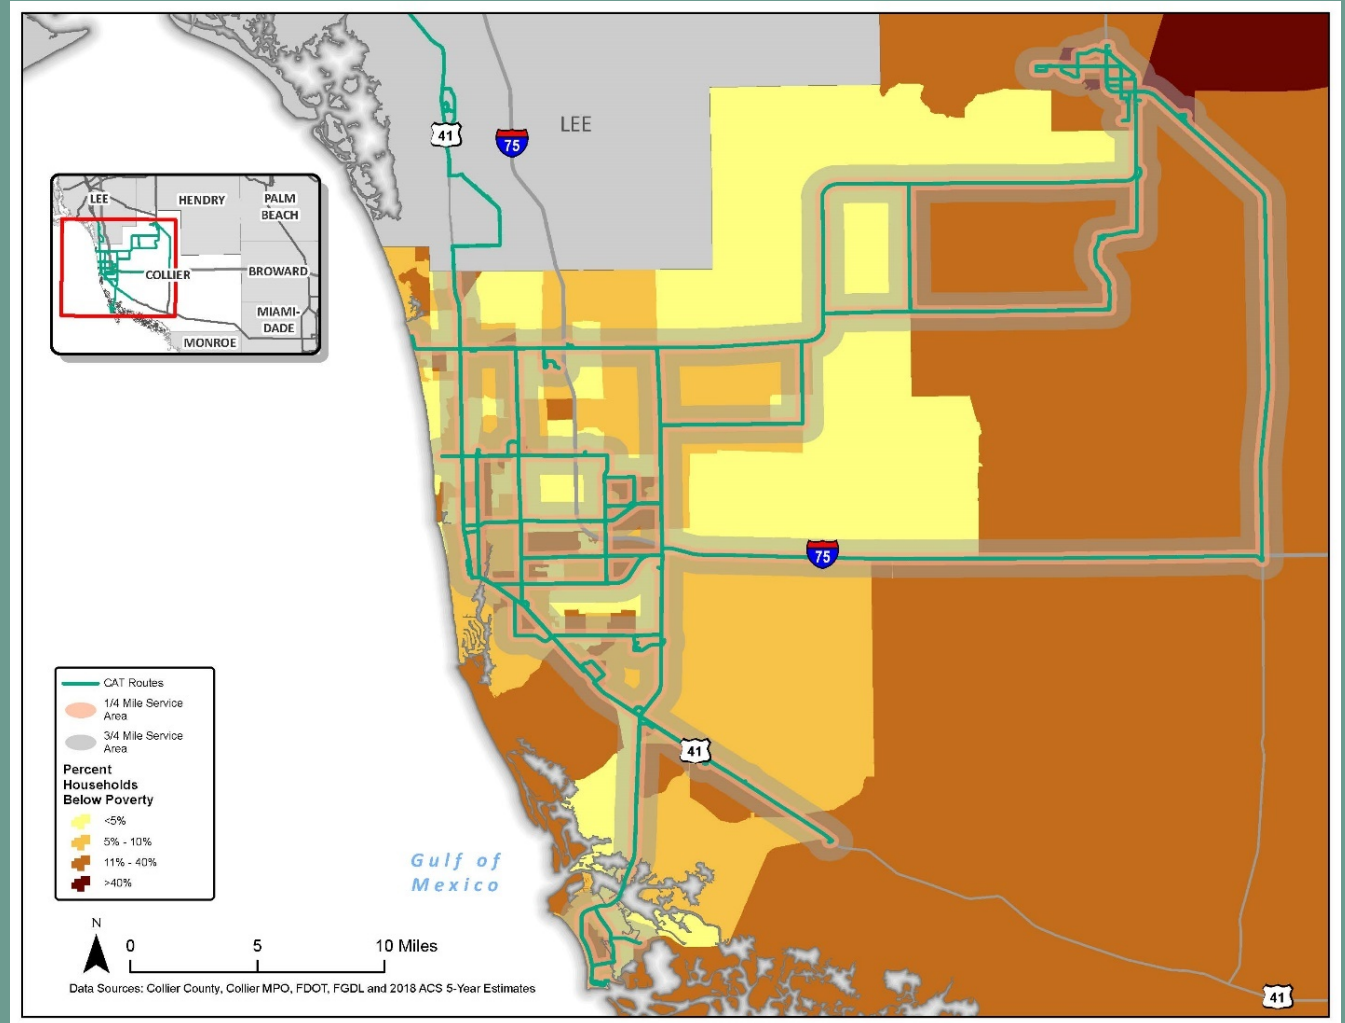 41
75
LEE
LEE
HENDRY
PALM
BEACH
COLLIER
BROWARD
MIAMI-
DADE
MONROE
75
41
CAT Routes
1/4 Mile Service
Area
3/4 Mile Service
Area
Percent
Households
Below Poverty
<5%
5% - 10%
11% - 40%
>40%
Gulf of
Mexico
N
0 5 10 Miles
Data Sources: Collier County, Collier MPO, FDOT, FGDL and 2018 ACS 5-Year Estimates
41